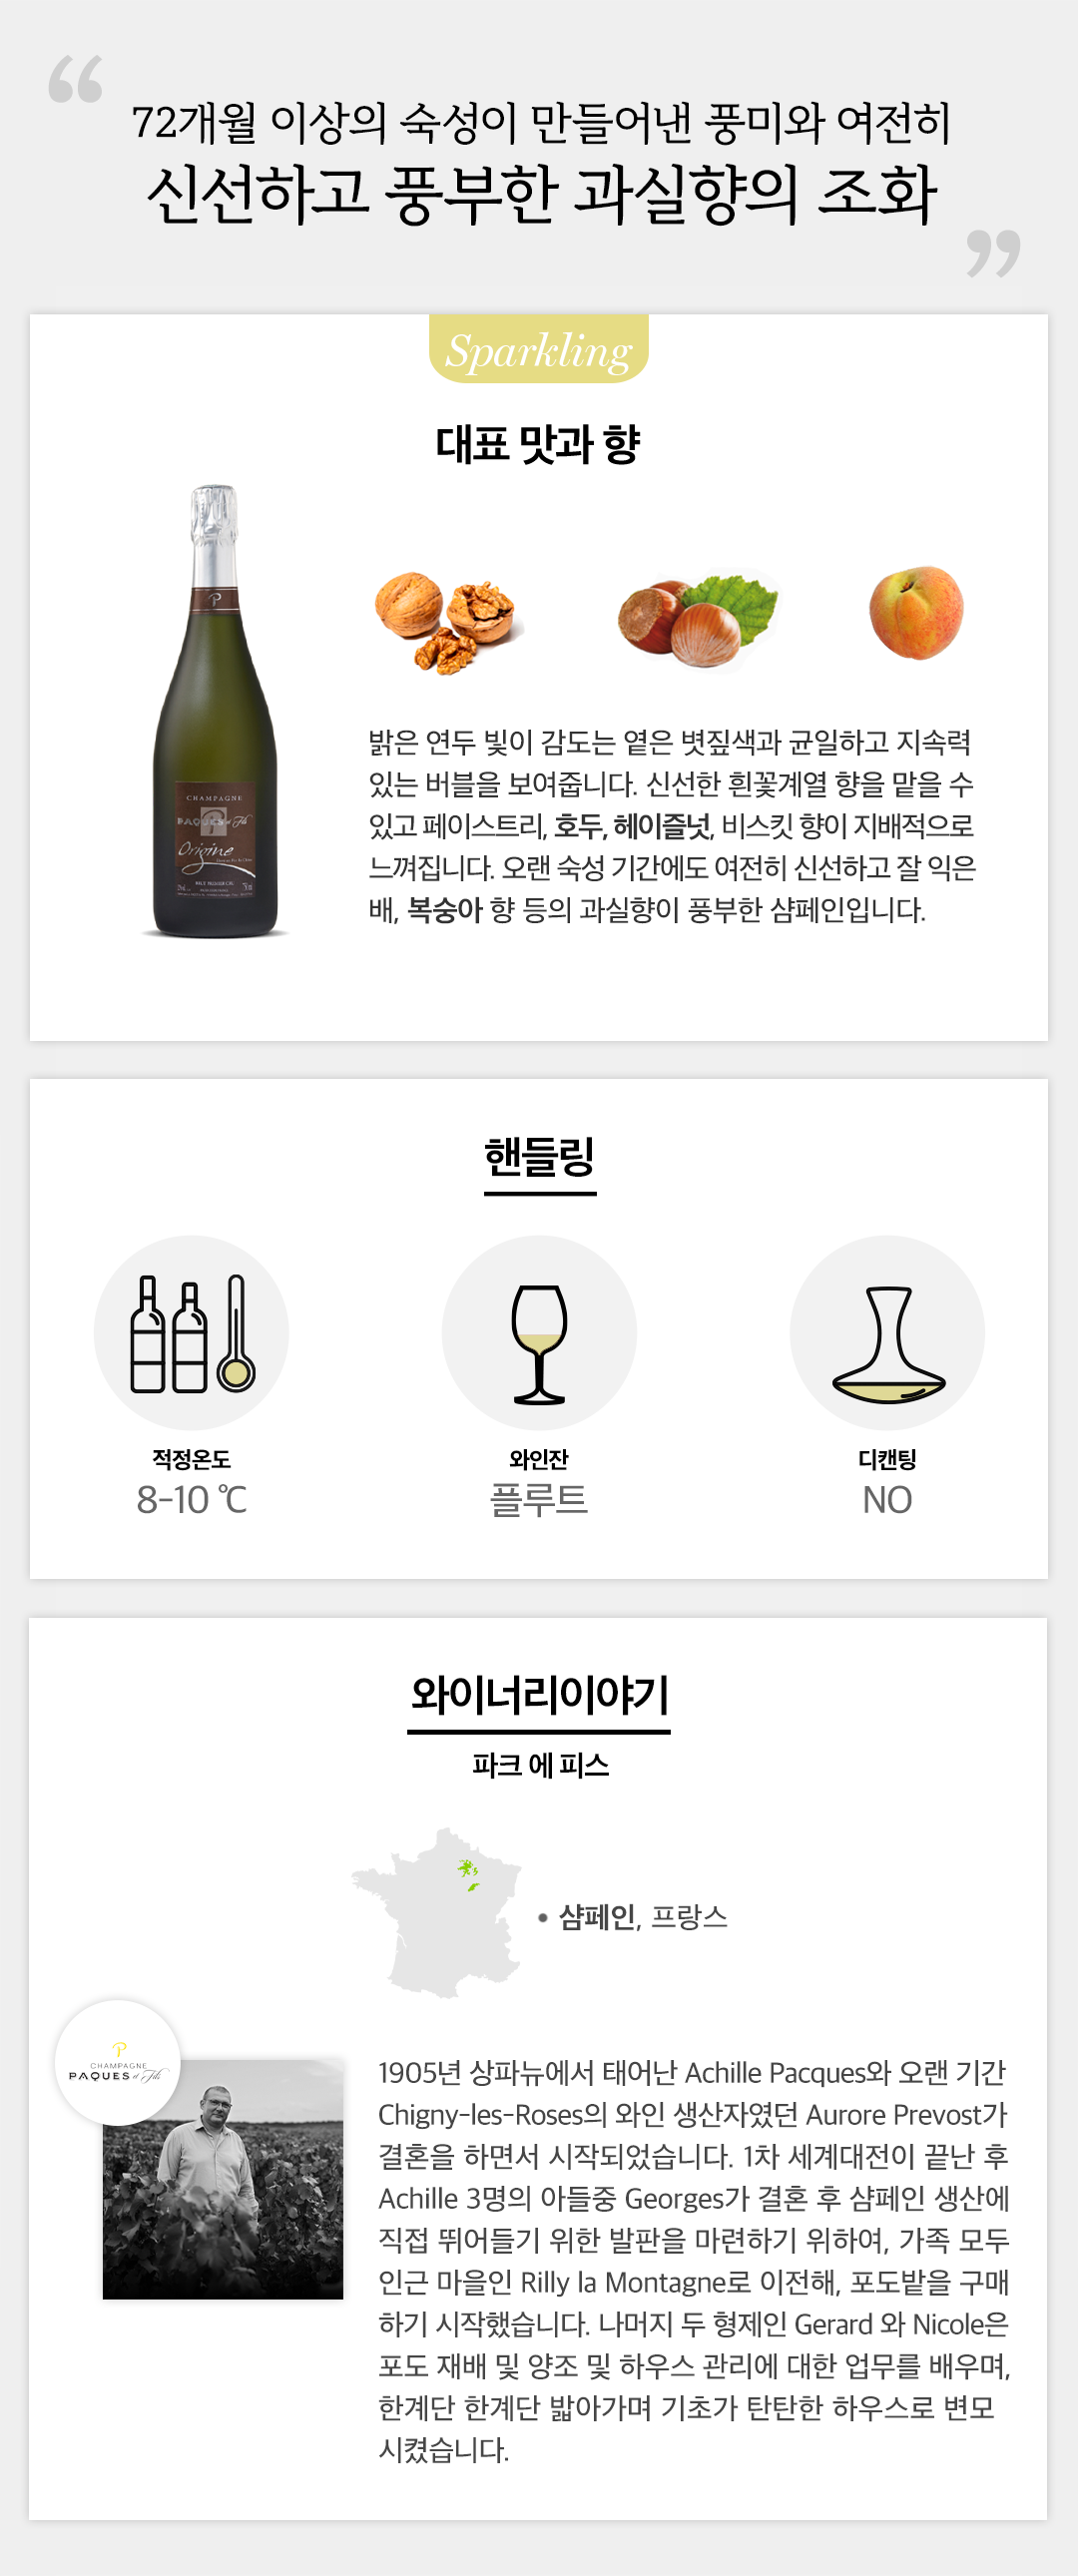 72개월 이상의 숙성이 만들어낸 풍미와 여전히
신선하고 풍부한 과실향의 조화
Sparkling
대표 맛과 향
CHAMPAGNE
PAQUES et Fils
Origine
BRUT PREMIER CRU
밝은 연두 빛이 감도는 옅은 볏짚색과 균일하고 지속력
있는 버블을 보여줍니다. 신선한 흰꽃계열 향을 맡을 수
있고 페이스트리, 호두, 헤이즐넛, 비스킷 향이 지배적으로
느껴집니다. 오랜 숙성 기간에도 여전히 신선하고 잘 익은
배, 복숭아 향 등의 과실향이 풍부한 샴페인입니다.
핸들링
적정온도
8-10 ℃
와인잔
플루트
디캔팅
NO
와이너리이야기
파크 에 피스
• 샴페인, 프랑스
CHAMPAGNE
PAQUES et Fils
1905년 상파뉴에서 태어난 Achille Pacques와 오랜 기간
Chigny-les-Roses의 와인 생산자였던 Aurore Prevost가
결혼을 하면서 시작되었습니다. 1차 세계대전이 끝난 후
Achille 3명의 아들중 Georges가 결혼 후 샴페인 생산에
직접 뛰어들기 위한 발판을 마련하기 위하여, 가족 모두
인근 마을인 Rilly la Montagne로 이전해, 포도밭을 구매
하기 시작했습니다. 나머지 두 형제인 Gerard 와 Nicole은
포도 재배 및 양조 및 하우스 관리에 대한 업무를 배우며,
한계단 한계단 밟아가며 기초가 탄탄한 하우스로 변모
시켰습니다.